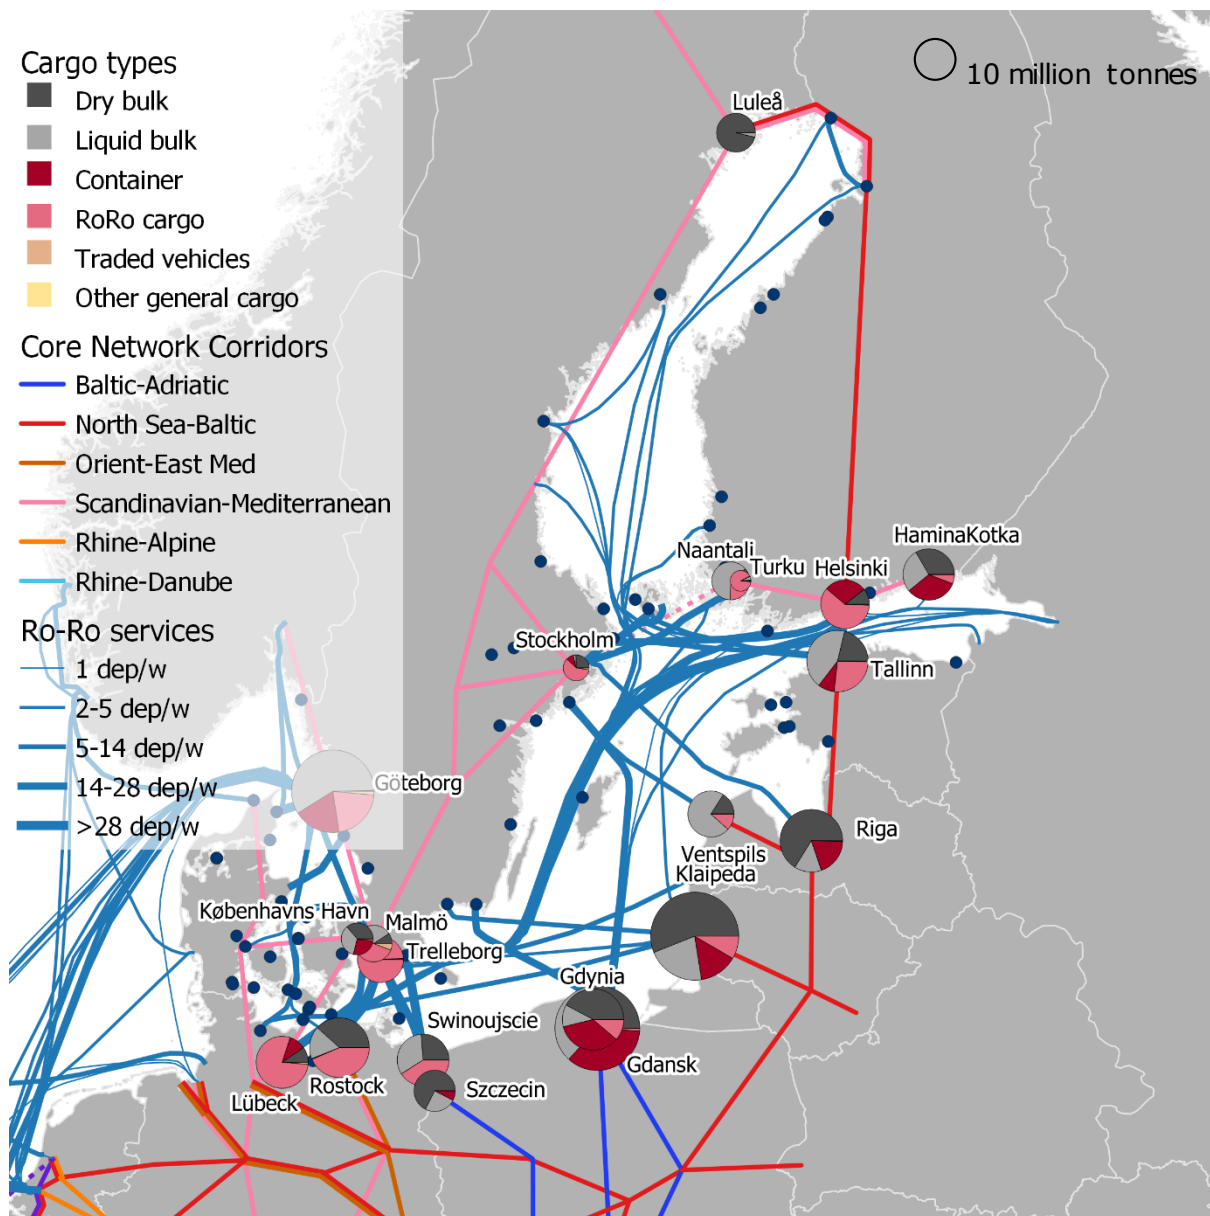 Cargo types
Dry bulk
Liquid bulk
Container
RoRo cargo
Traded vehicles
Other general cargo
Core Network Corridors
Baltic-Adriatic
North Sea-Baltic
Orient-East Med
Scandinavian-Mediterranean
Rhine-Alpine
Rhine-Danube
Ro-Ro services
1 dep/w
2-5 dep/w
5-14 dep/w
14-28 dep/w
>28 dep/w
10 million tonnes
Luleå
HaminaKotka
Naantali
Turku
Helsinki
Stockholm
Tallinn
Göteborg
Riga
Ventspils
Klaipeda
Københavns Havn
Malmö
Trelleborg
Gdynia
Swinoujscie
Gdansk
Rostock
Szczecin
Lübeck